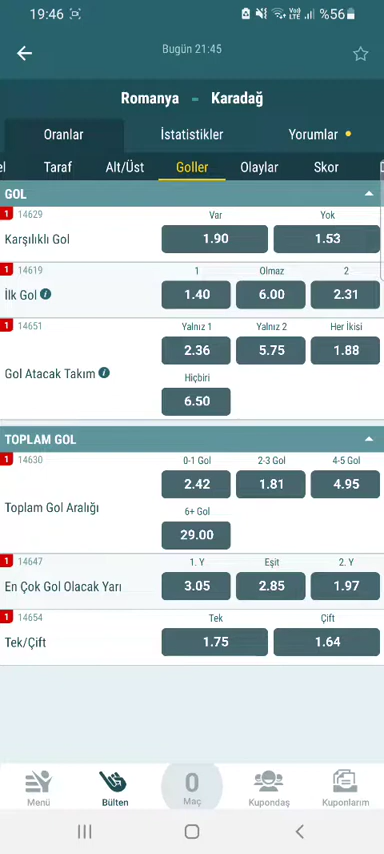 19:46 %56
Bugün 21:45
Romanya - Karadağ
Oranlar İstatistikler Yorumlar
el Taraf Alt/Üst Goller Olaylar Skor
GOL
1 14629 Var Yok
Karşılıklı Gol 1.90 1.53
1 14619 1 Olmaz 2
İlk Gol 1.40 6.00 2.31
1 14651 Yalnız 1 Yalnız 2 Her İkisi
2.36 5.75 1.88
Gol Atacak Takım
Hiçbiri
6.50
TOPLAM GOL
1 14630 0-1 Gol 2-3 Gol 4-5 Gol
2.42 1.81 4.95
Toplam Gol Aralığı
6+ Gol
29.00
1 14647 1. Y Eşit 2. Y
En Çok Gol Olacak Yarı 3.05 2.85 1.97
1 14654 Tek Çift
Tek/Çift 1.75 1.64
0
Menü Bülten Maç Kupondaş Kuponlarım